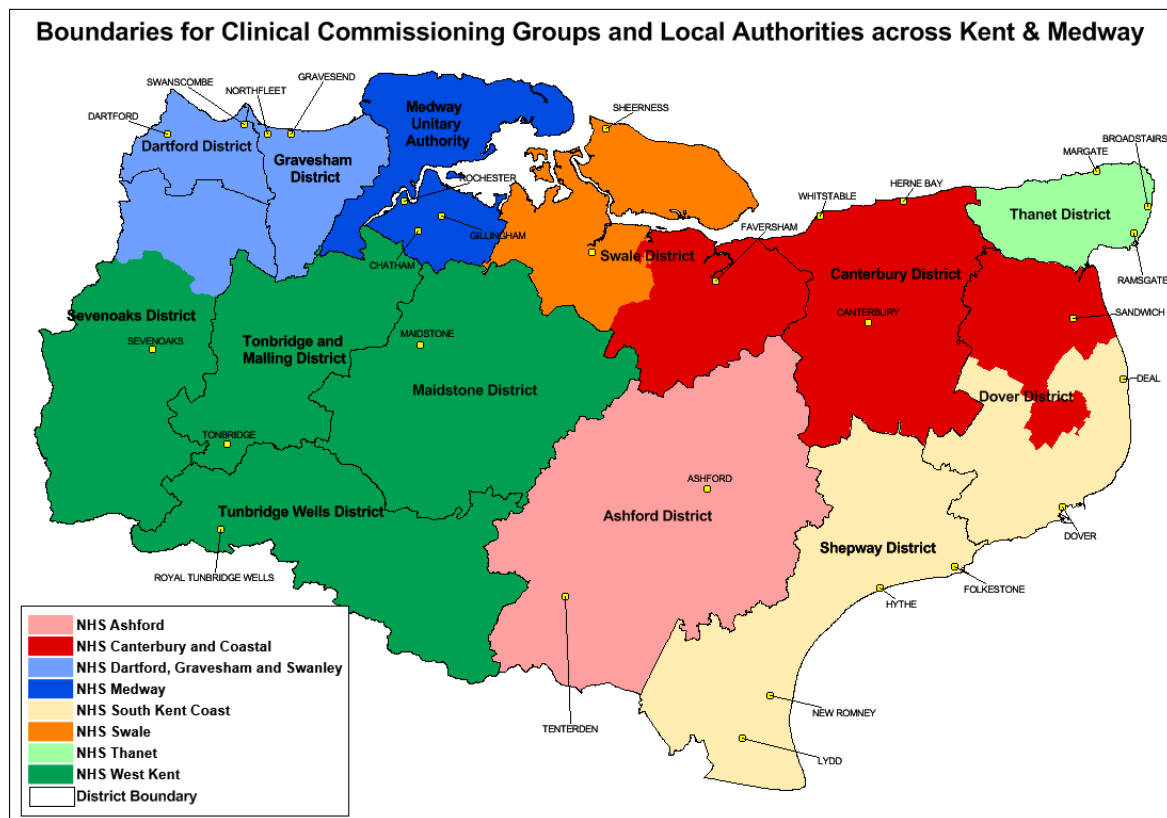 Boundaries for Clinical Commissioning Groups and Local Authorities across Kent & Medway
GRAVESEND
SWANSCOMBE
NORTHFLEET
DARTFORD
Medway
Unitary
Authority
SHEERNESS
Dartford District
Gravesham
District
BROADSTAIRS
MARGATE
ROCHESTER
HERNE BAY
WHITSTABLE
Thanet District
FAVERSHAM
GILLINGHAM
CHATHAM
Swale District
Canterbury District
RAMSGATE
Sevenoaks District
CANTERBURY
SANDWICH
SEVENOAKS
Tonbridge and
Malling District
MAIDSTONE
Maidstone District
DEAL
Dover District
TONBRIDGE
ASHFORD
Tunbridge Wells District
Ashford District
DOVER
Shepway District
ROYAL TUNBRIDGE WELLS
FOLKESTONE
HYTHE
NEW ROMNEY
TENTERDEN
LYDD
NHS Ashford
NHS Canterbury and Coastal
NHS Dartford, Gravesham and Swanley
NHS Medway
NHS South Kent Coast
NHS Swale
NHS Thanet
NHS West Kent
District Boundary